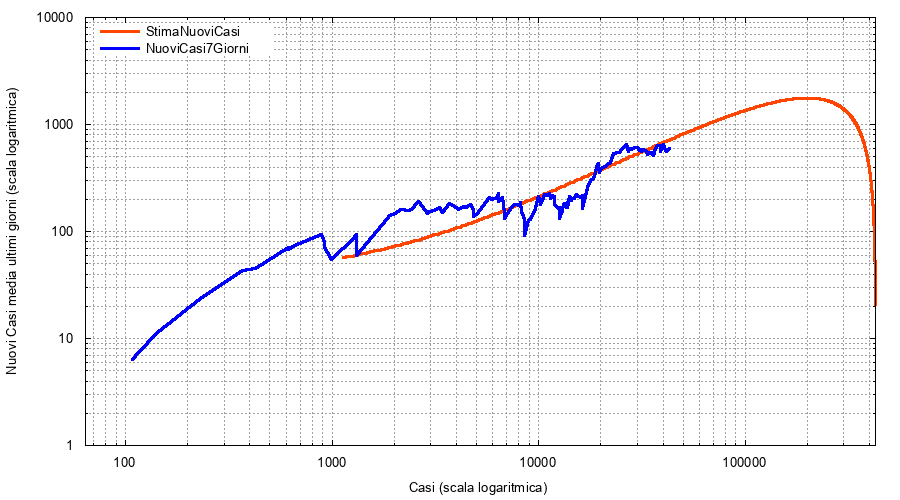 10000
StimaNuoviCasi
NuoviCasi7Giorni
1000
100
10
1
Nuovi Casi media ultimi giorni (scala logaritmica)
100
1000
10000
100000
Casi (scala logaritmica)